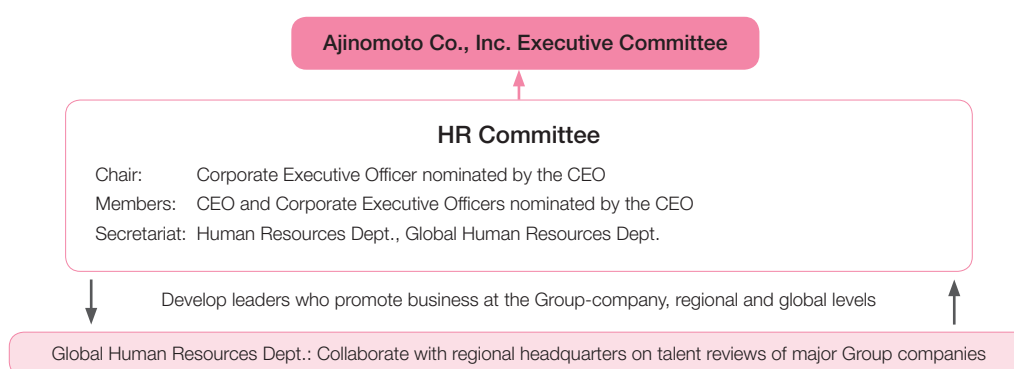 Ajinomoto Co., Inc. Executive Committee
HR Committee
Chair: Corporate Executive Officer nominated by the CEO
Members: CEO and Corporate Executive Officers nominated by the CEO
Secretariat: Human Resources Dept., Global Human Resources Dept.
Develop leaders who promote business at the Group-company, regional and global levels
Global Human Resources Dept.: Collaborate with regional headquarters on talent reviews of major Group companies